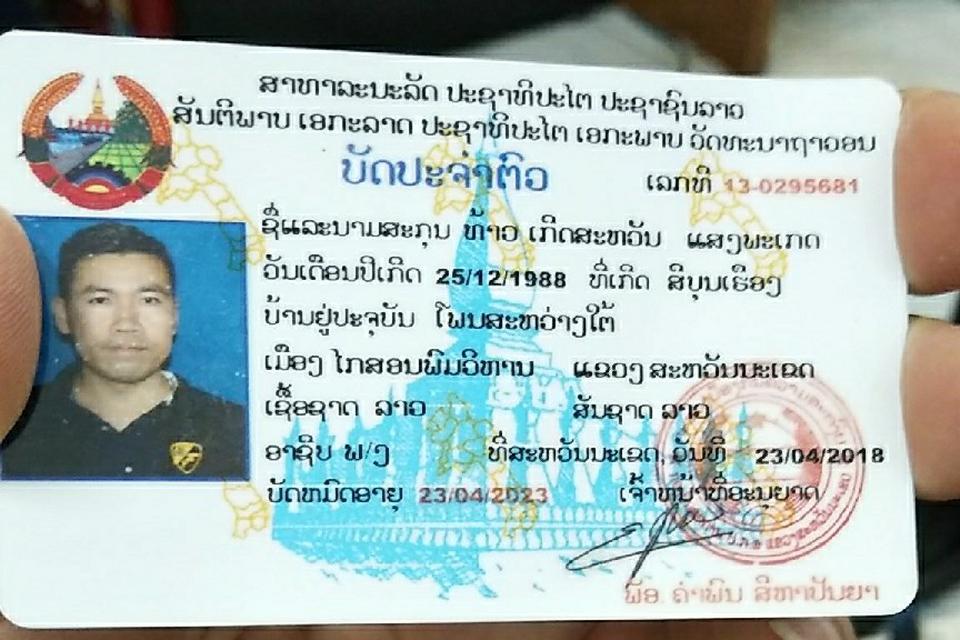 ສາທາລະນະລັດ ປະຊາທິປະໄຕ ປະຊາຊົນລາວ
ສັນຕິພາບ ເອກະລາດ ປະຊາທິປະໄຕ ເອກະພາບ ວັດທະນາຖາວອນ
ບັດປະຈຳຕົວ
ເລກທີ 13-0295681
ຊື່ແລະນາມສະກຸນ ທ້າວ ເກີດສະຫວັນ ແສງພະເກດ
ວັນເດືອນປີເກີດ 25/12/1988 ທີ່ເກີດ ສີບຸນເຮືອງ
ບ້ານຢູ່ປະຈຸບັນ ໂພນສະຫວ່າງໃຕ້
ເມືອງ ໄກສອນພົມວິຫານ ແຂວງ ສະຫວັນນະເຂດ
ເຊື້ອຊາດ ລາວ ສັນຊາດ ລາວ
ອາຊີບ ພ/ງ ທີ່ສະຫວັນນະເຂດ, ວັນທີ 23/04/2018
ບັດຫມົດອາຍຸ 23/04/2023 ເຈົ້າຫນ້າທີ່ອະນຸຍາດ
ພັອ. ຄຳພົນ ສີຫາປັນຍາ